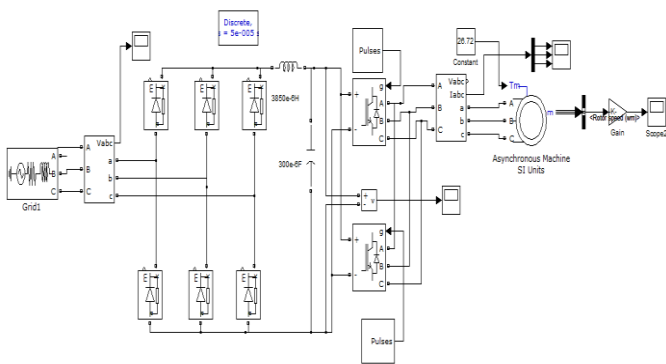 Discrete,
s = 5e-005 s
Pulses
26.72
Constant
Vabc
A
B
C
a
b
c
Grid1
E
E
E
3850e-6H
300e-6F
g
+
-
A
B
C
Vabc
Iabc
A
B
C
a
b
c
Tm
A
B
C
m
<Rotor speed (wm)>
Gain
Scope2
Asynchronous Machine
SI Units
+
-
v
g
+
-
A
B
C
E
E
E
Pulses